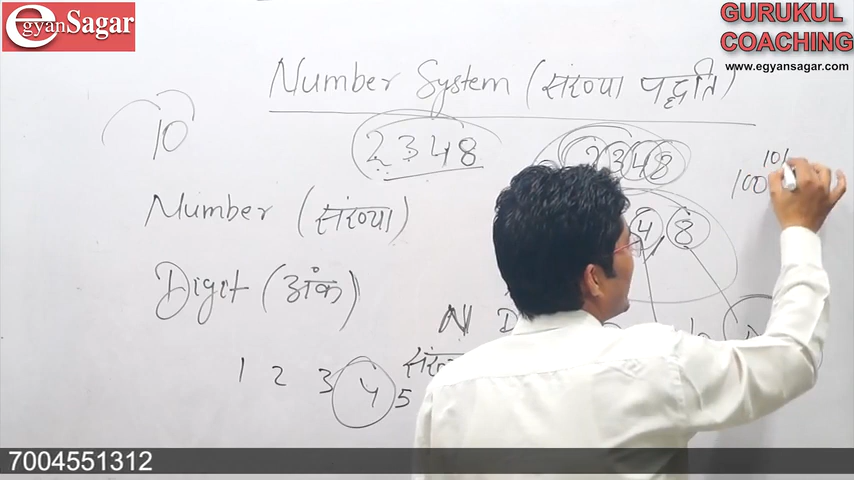 egyanSagar
GURUKUL
COACHING
www.egyansagar.com
Number System (संख्या पद्धति)
10
2348
2348
101
100
Number (संख्या)
4 8
Digit (अंक)
N D
1 2 3 4 5
7004551312